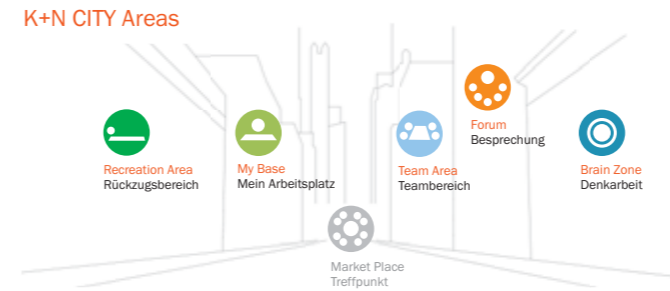 K+N CITY Areas
Recreation Area
Rückzugsbereich
My Base
Mein Arbeitsplatz
Team Area
Teambereich
Forum
Besprechung
Brain Zone
Denkarbeit
Market Place
Treffpunkt